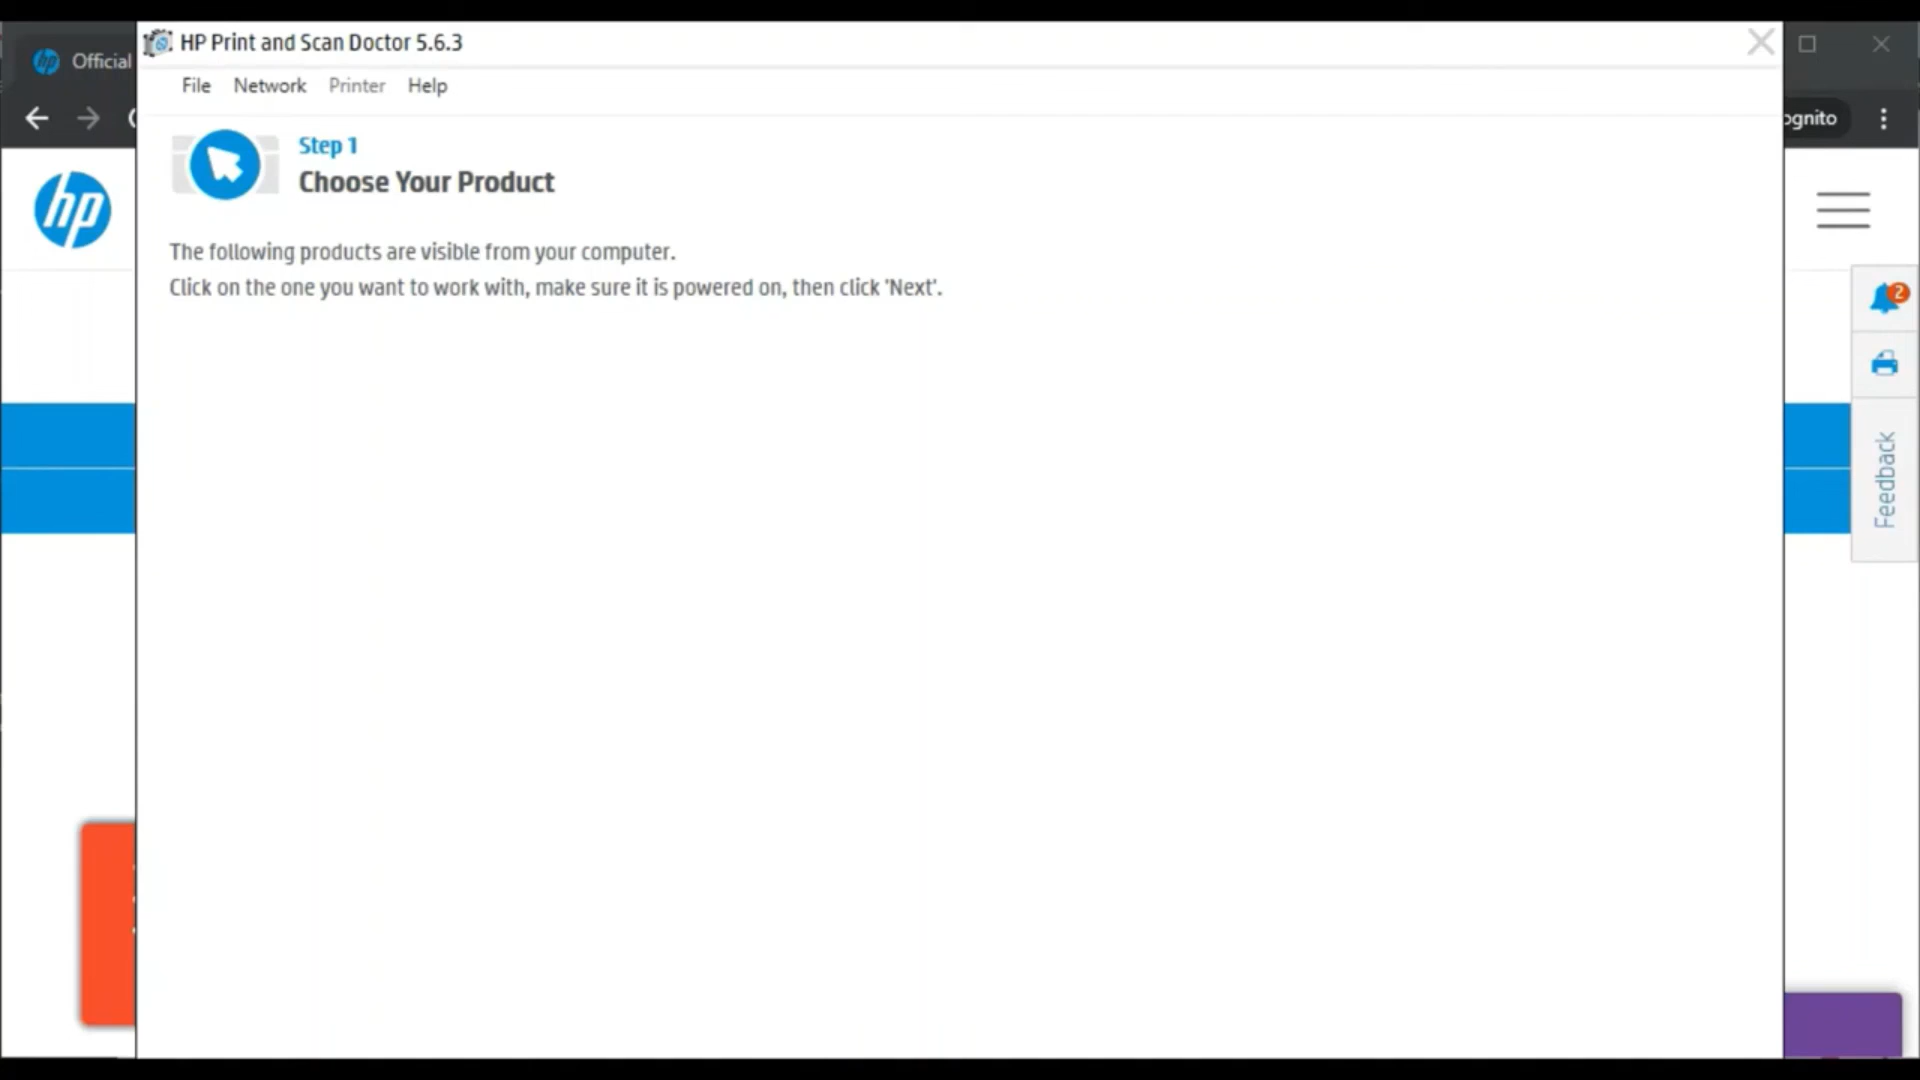 HP Print and Scan Doctor 5.6.3
Official
File Network Printer Help
ognito
Step 1
Choose Your Product
hp
The following products are visible from your computer.
Click on the one you want to work with, make sure it is powered on, then click 'Next'.
2
Feedback